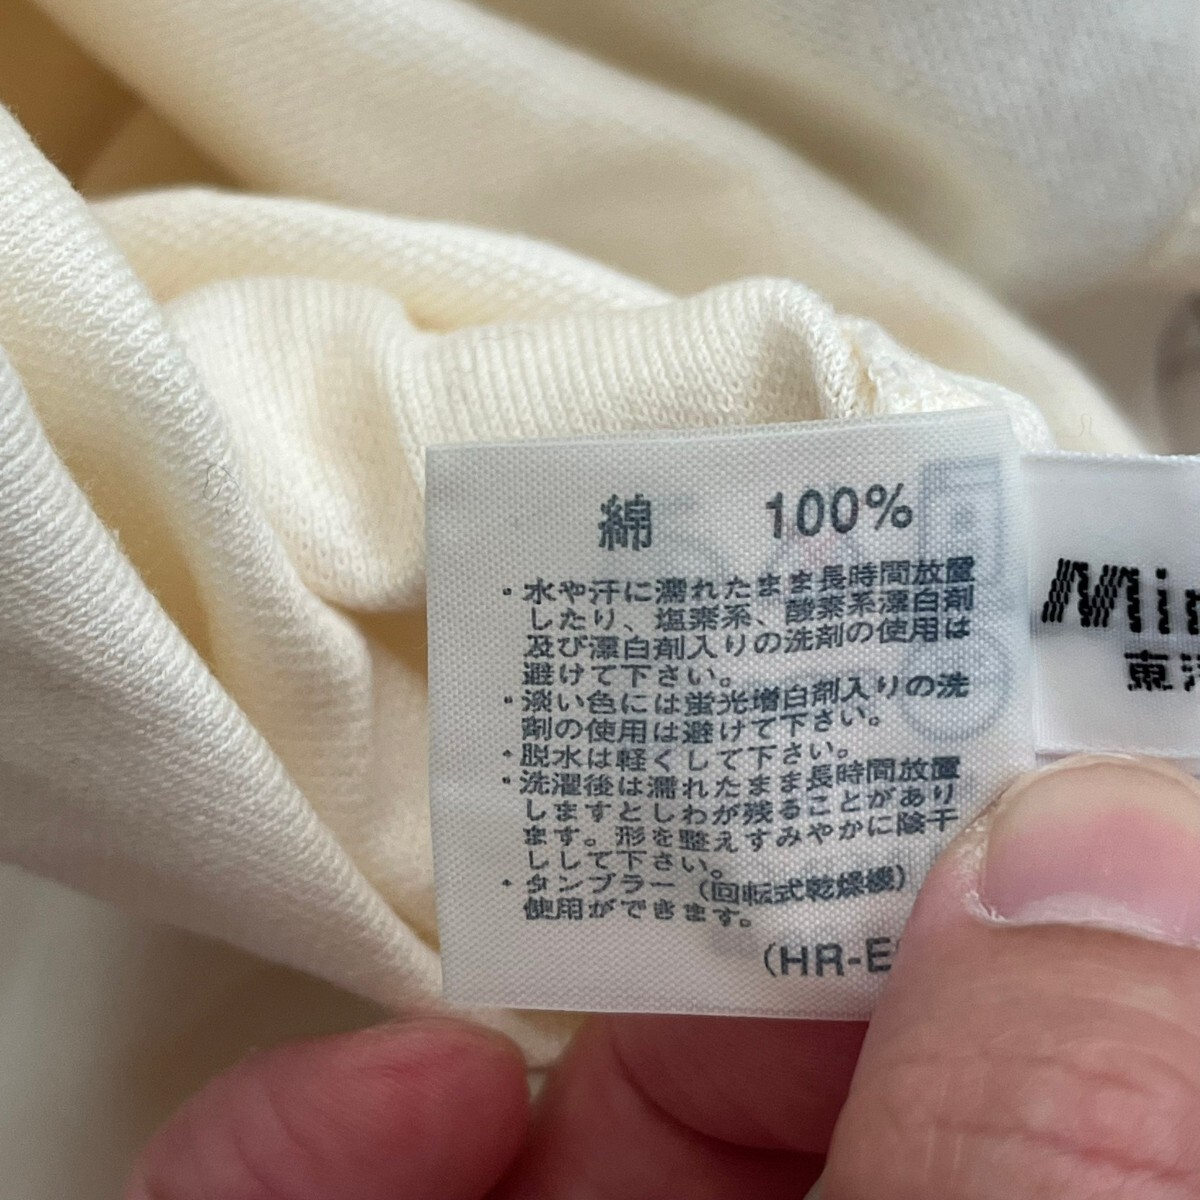 綿 100%
・水や汗に濡れたまま長時間放置
したり、塩素系、酸素系漂白剤
及び漂白剤入りの洗剤の使用は
避けて下さい。
・淡い色には蛍光増白剤入りの洗
剤の使用は避けて下さい。
・脱水は軽くして下さい。
・洗濯後は濡れたまま長時間放置
しますとしわが残ることがあり
ます。形を整えすみやかに陰干
しして下さい。
・タンブラー（回転式乾燥機）
使用ができます。
(HR-E
Min
東洋